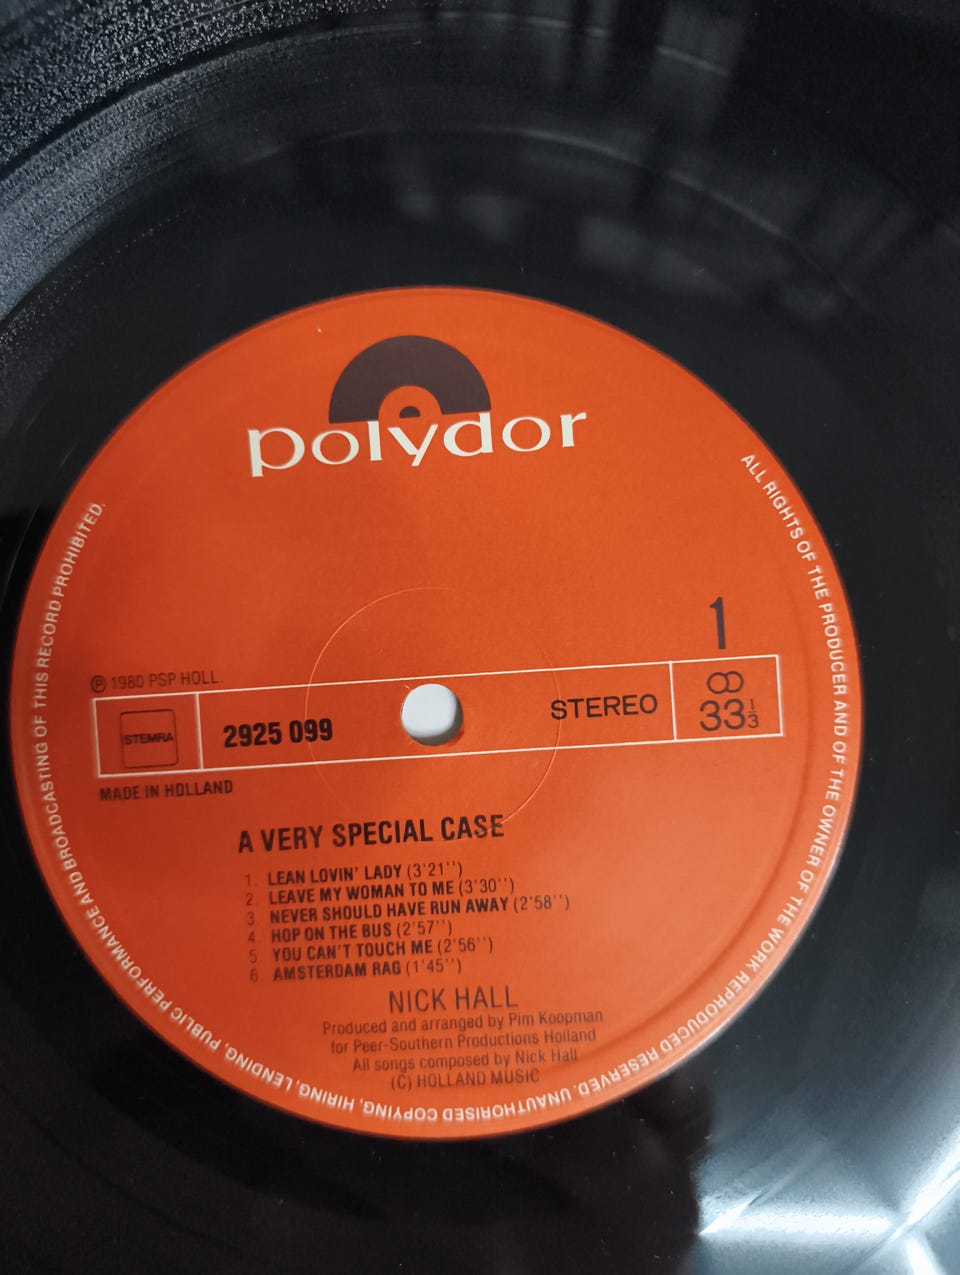 polydor
1
℗ 1980 PSP HOLL.
STEMRA
2925 099
STEREO
33 1/3
MADE IN HOLLAND
A VERY SPECIAL CASE
1. LEAN LOVIN' LADY (3'21'')
2. LEAVE MY WOMAN TO ME (3'30'')
3. NEVER SHOULD HAVE RUN AWAY (2'58'')
4. HOP ON THE BUS (2'57'')
5. YOU CAN'T TOUCH ME (2'56'')
6. AMSTERDAM RAG (1'45'')
NICK HALL
Produced and arranged by Pim Koopman
for Peer-Southern Productions Holland
All songs composed by Nick Hall
(C) HOLLAND MUSIC
ALL RIGHTS OF THE PRODUCER AND OF THE OWNER OF THE WORK REPRODUCED RESERVED. UNAUTHORISED COPYING, HIRING, LENDING, PUBLIC PERFORMANCE AND BROADCASTING OF THIS RECORD PROHIBITED.